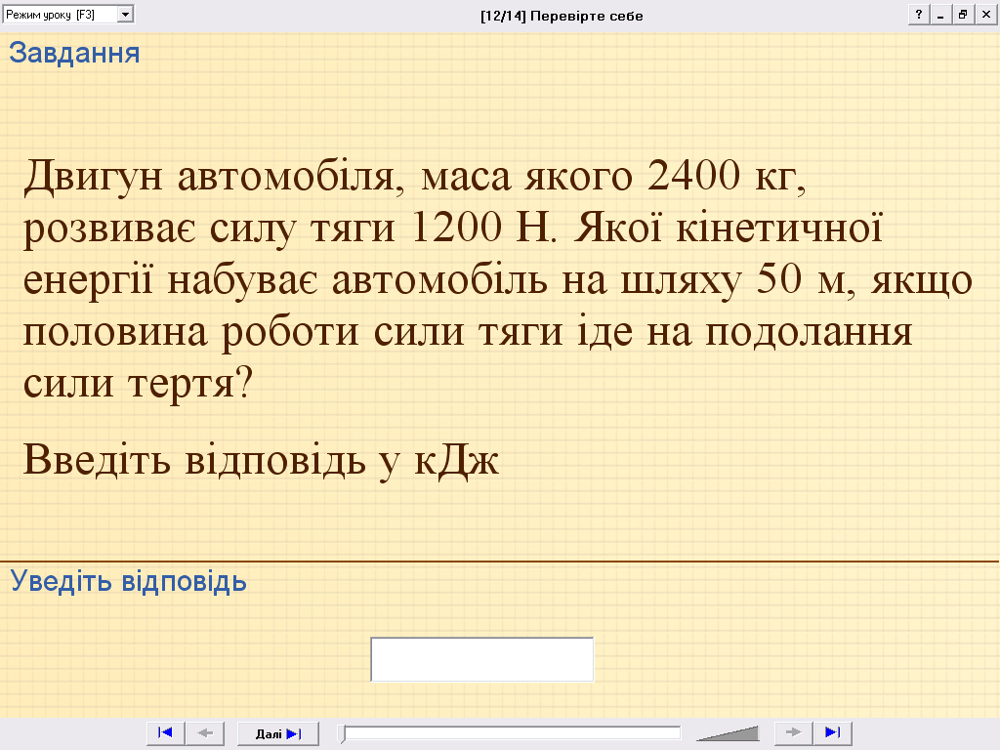 Режим уроку [F3]
[12/14] Перевірте себе
?
Завдання
Двигун автомобіля, маса якого 2400 кг,
розвиває силу тяги 1200 Н. Якої кінетичної
енергії набуває автомобіль на шляху 50 м, якщо
половина роботи сили тяги іде на подолання
сили тертя?
Введіть відповідь у кДж
Уведіть відповідь
Далі